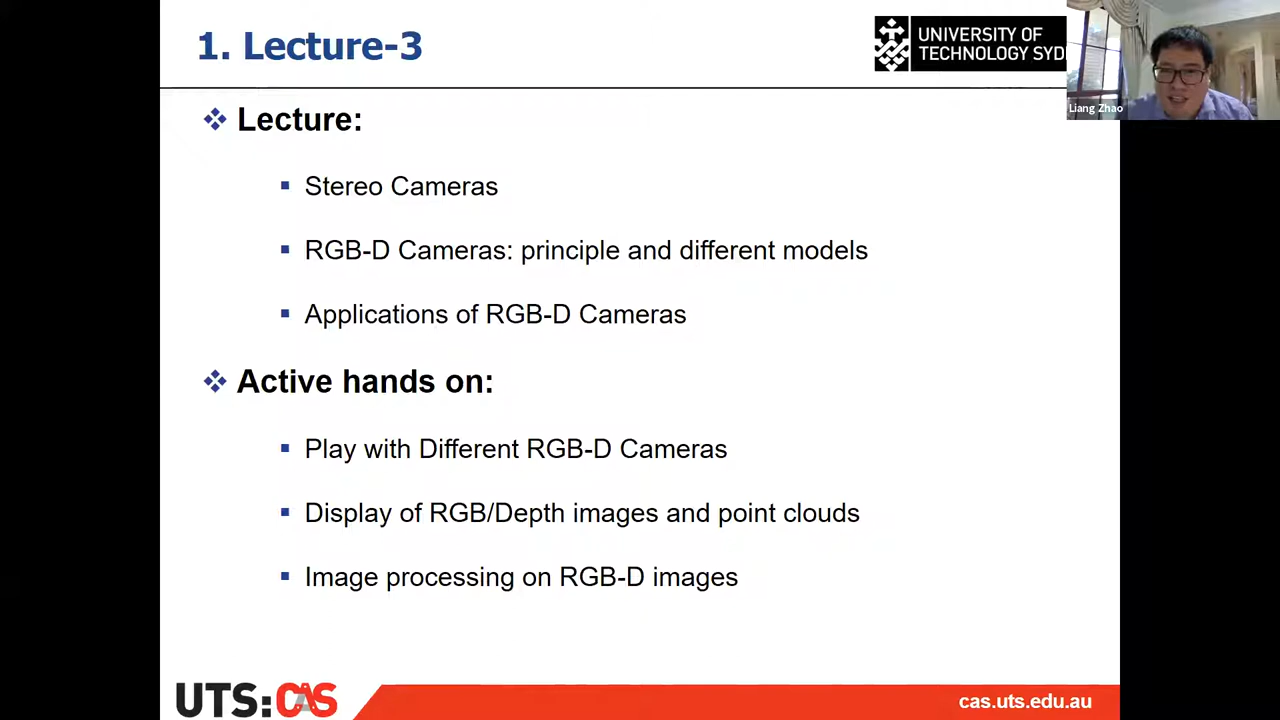 1. Lecture-3
UNIVERSITY OF
TECHNOLOGY SYD
Liang Zhao
Lecture:
Stereo Cameras
RGB-D Cameras: principle and different models
Applications of RGB-D Cameras
Active hands on:
Play with Different RGB-D Cameras
Display of RGB/Depth images and point clouds
Image processing on RGB-D images
UTS:CAS
cas.uts.edu.au